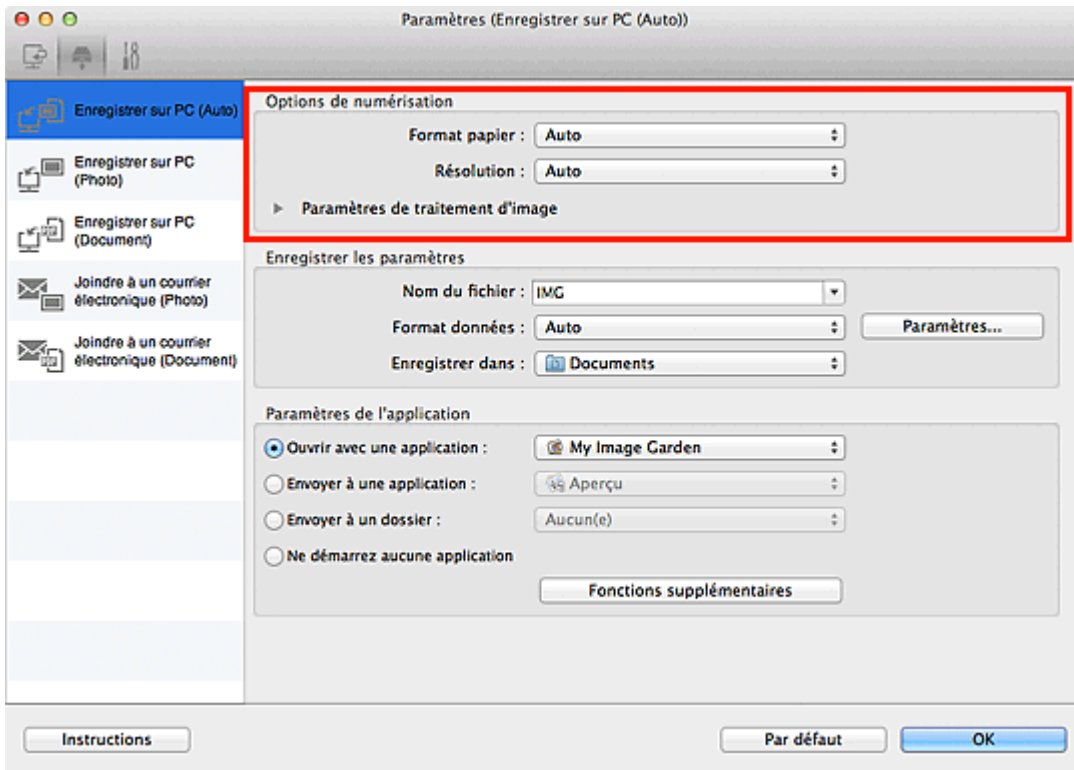 Paramètres (Enregistrer sur PC (Auto))
Enregistrer sur PC (Auto)
Enregistrer sur PC
(Photo)
Enregistrer sur PC
(Document)
Joindre à un courrier
électronique (Photo)
Joindre à un courrier
électronique (Document)
Options de numérisation
Format papier : Auto
Résolution : Auto
Paramètres de traitement d'image
Enregistrer les paramètres
Nom du fichier : IMG
Format données : Auto Paramètres...
Enregistrer dans : Documents
Paramètres de l'application
Ouvrir avec une application : My Image Garden
Envoyer à une application : Aperçu
Envoyer à un dossier : Aucun(e)
Ne démarrez aucune application
Fonctions supplémentaires
Instructions Par défaut OK